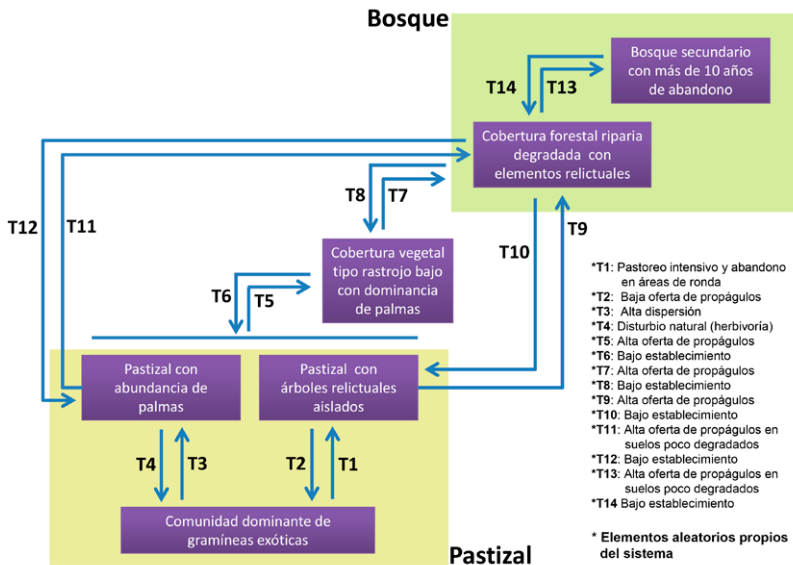 Bosque
Bosque secundario
con más de 10 años
de abandono
T14
T13
Cobertura forestal riparia
degradada con
elementos relictuales
T12
T11
T8
T7
T10
T9
Cobertura vegetal
tipo rastrojo bajo
con dominancia
de palmas
T6
T5
Pastizal con
abundancia de
palmas
Pastizal con
árboles relictuales
aislados
T4
T3
T2
T1
Comunidad dominante de
gramíneas exóticas
Pastizal
*T1: Pastoreo intensivo y abandono
en áreas de ronda
*T2: Baja oferta de propágulos
*T3: Alta dispersión
*T4: Disturbio natural (herbivoría)
*T5: Alta oferta de propágulos
*T6: Bajo establecimiento
*T7: Alta oferta de propágulos
*T8: Bajo establecimiento
*T9: Alta oferta de propágulos
*T10: Bajo establecimiento
*T11: Alta oferta de propágulos en
suelos poco degradados
*T12: Bajo establecimiento
*T13: Alta oferta de propágulos en
suelos poco degradados
*T14 Bajo establecimiento
* Elementos aleatorios propios
del sistema